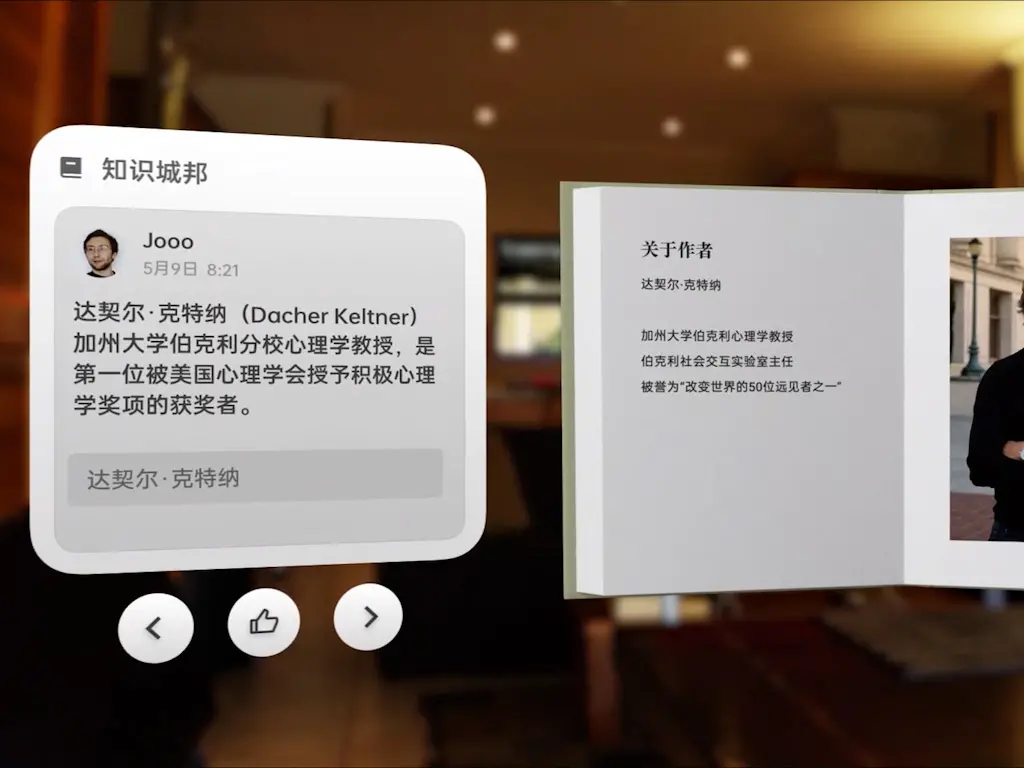 知识城邦
Jooo
5月9日 8:21
达契尔·克特纳（Dacher Keltner）
加州大学伯克利分校心理学教授，是
第一位被美国心理学会授予积极心理
学奖项的获奖者。
达契尔·克特纳
关于作者
达契尔·克特纳
加州大学伯克利心理学教授
伯克利社会交互实验室主任
被誉为“改变世界的50位远见者之一”